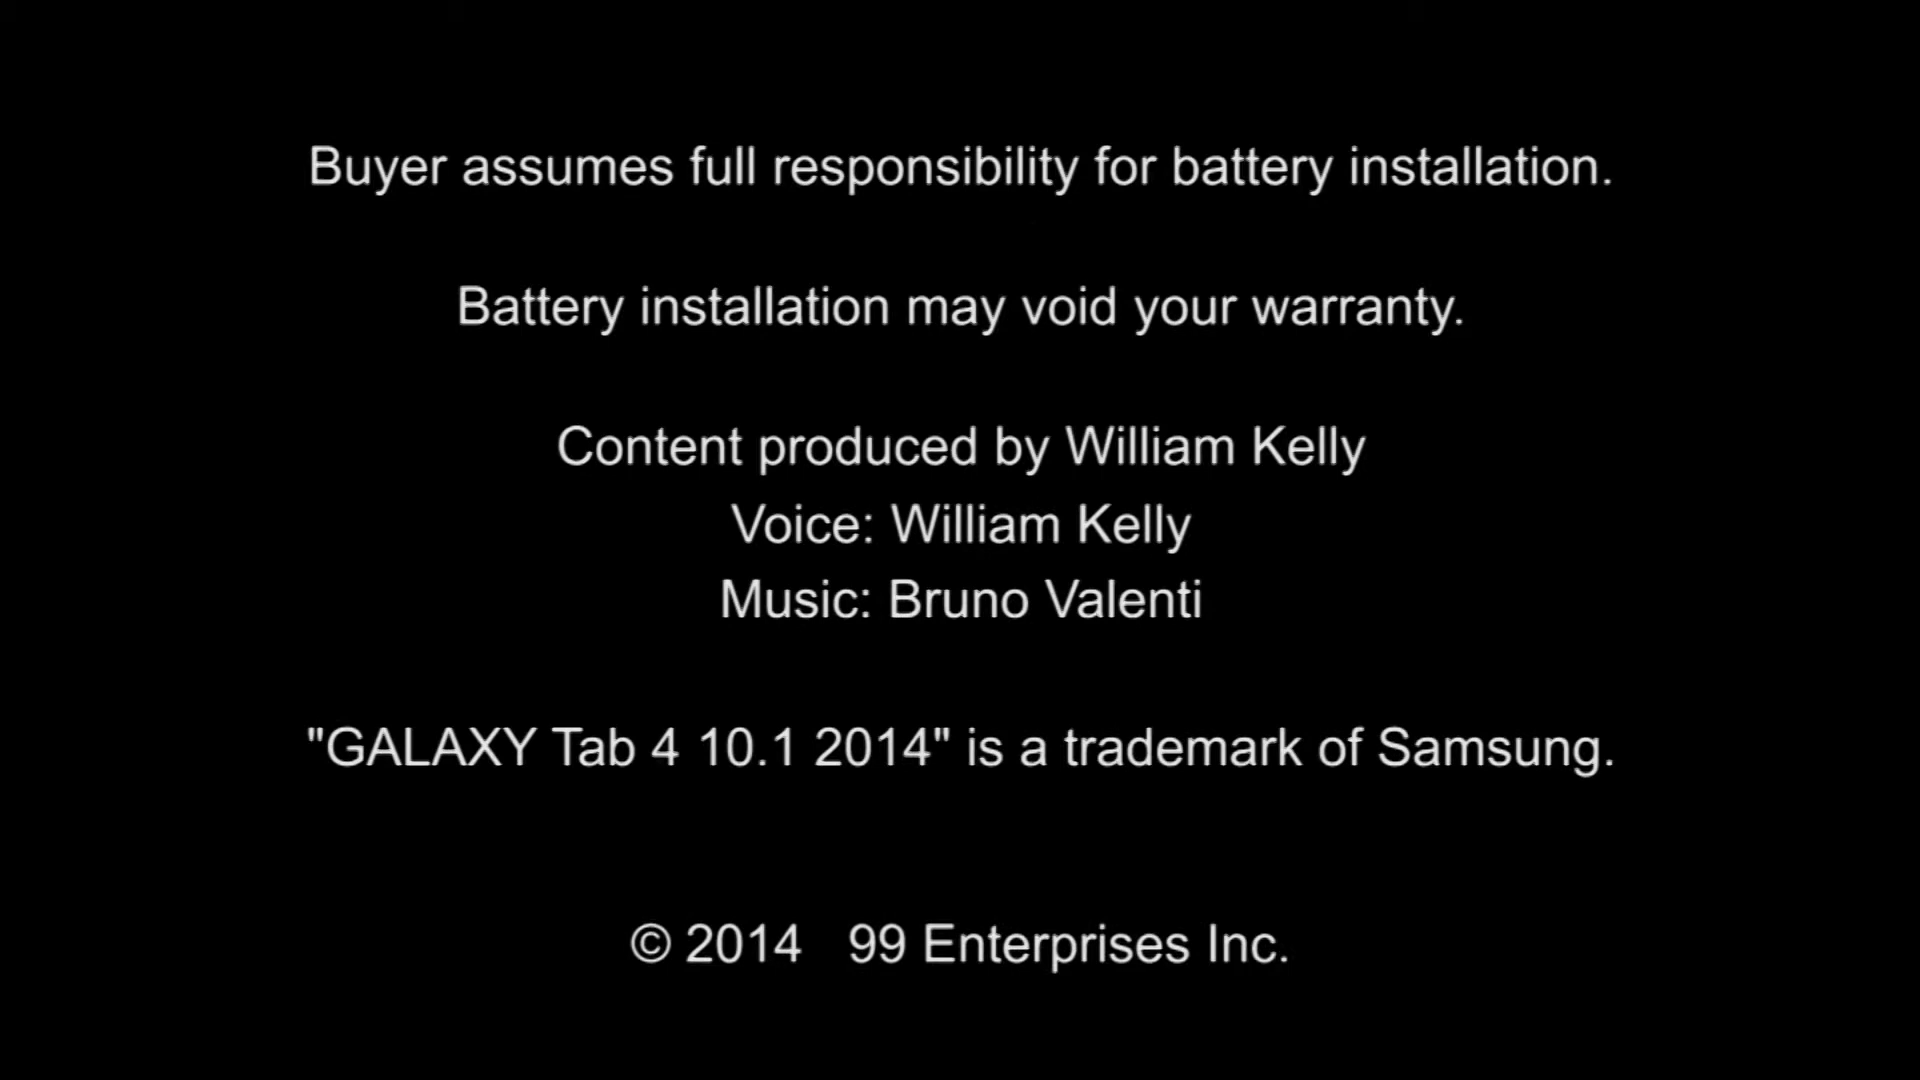 Buyer assumes full responsibility for battery installation.
Battery installation may void your warranty.
Content produced by William Kelly
Voice: William Kelly
Music: Bruno Valenti
"GALAXY Tab 4 10.1 2014" is a trademark of Samsung.
© 2014 99 Enterprises Inc.